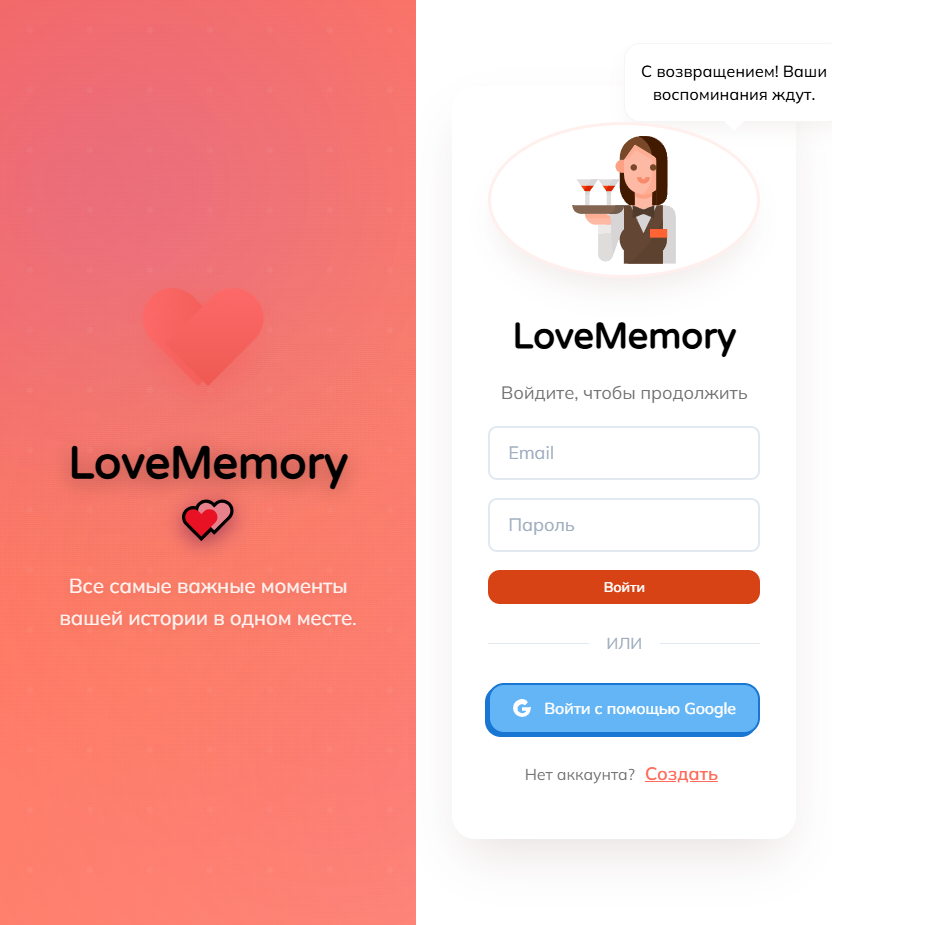 LoveMemory
Все самые важные моменты
вашей истории в одном месте.
С возвращением! Ваши
воспоминания ждут.
LoveMemory
Войдите, чтобы продолжить
Email
Пароль
Войти
ИЛИ
Войти с помощью Google
Нет аккаунта? Создать